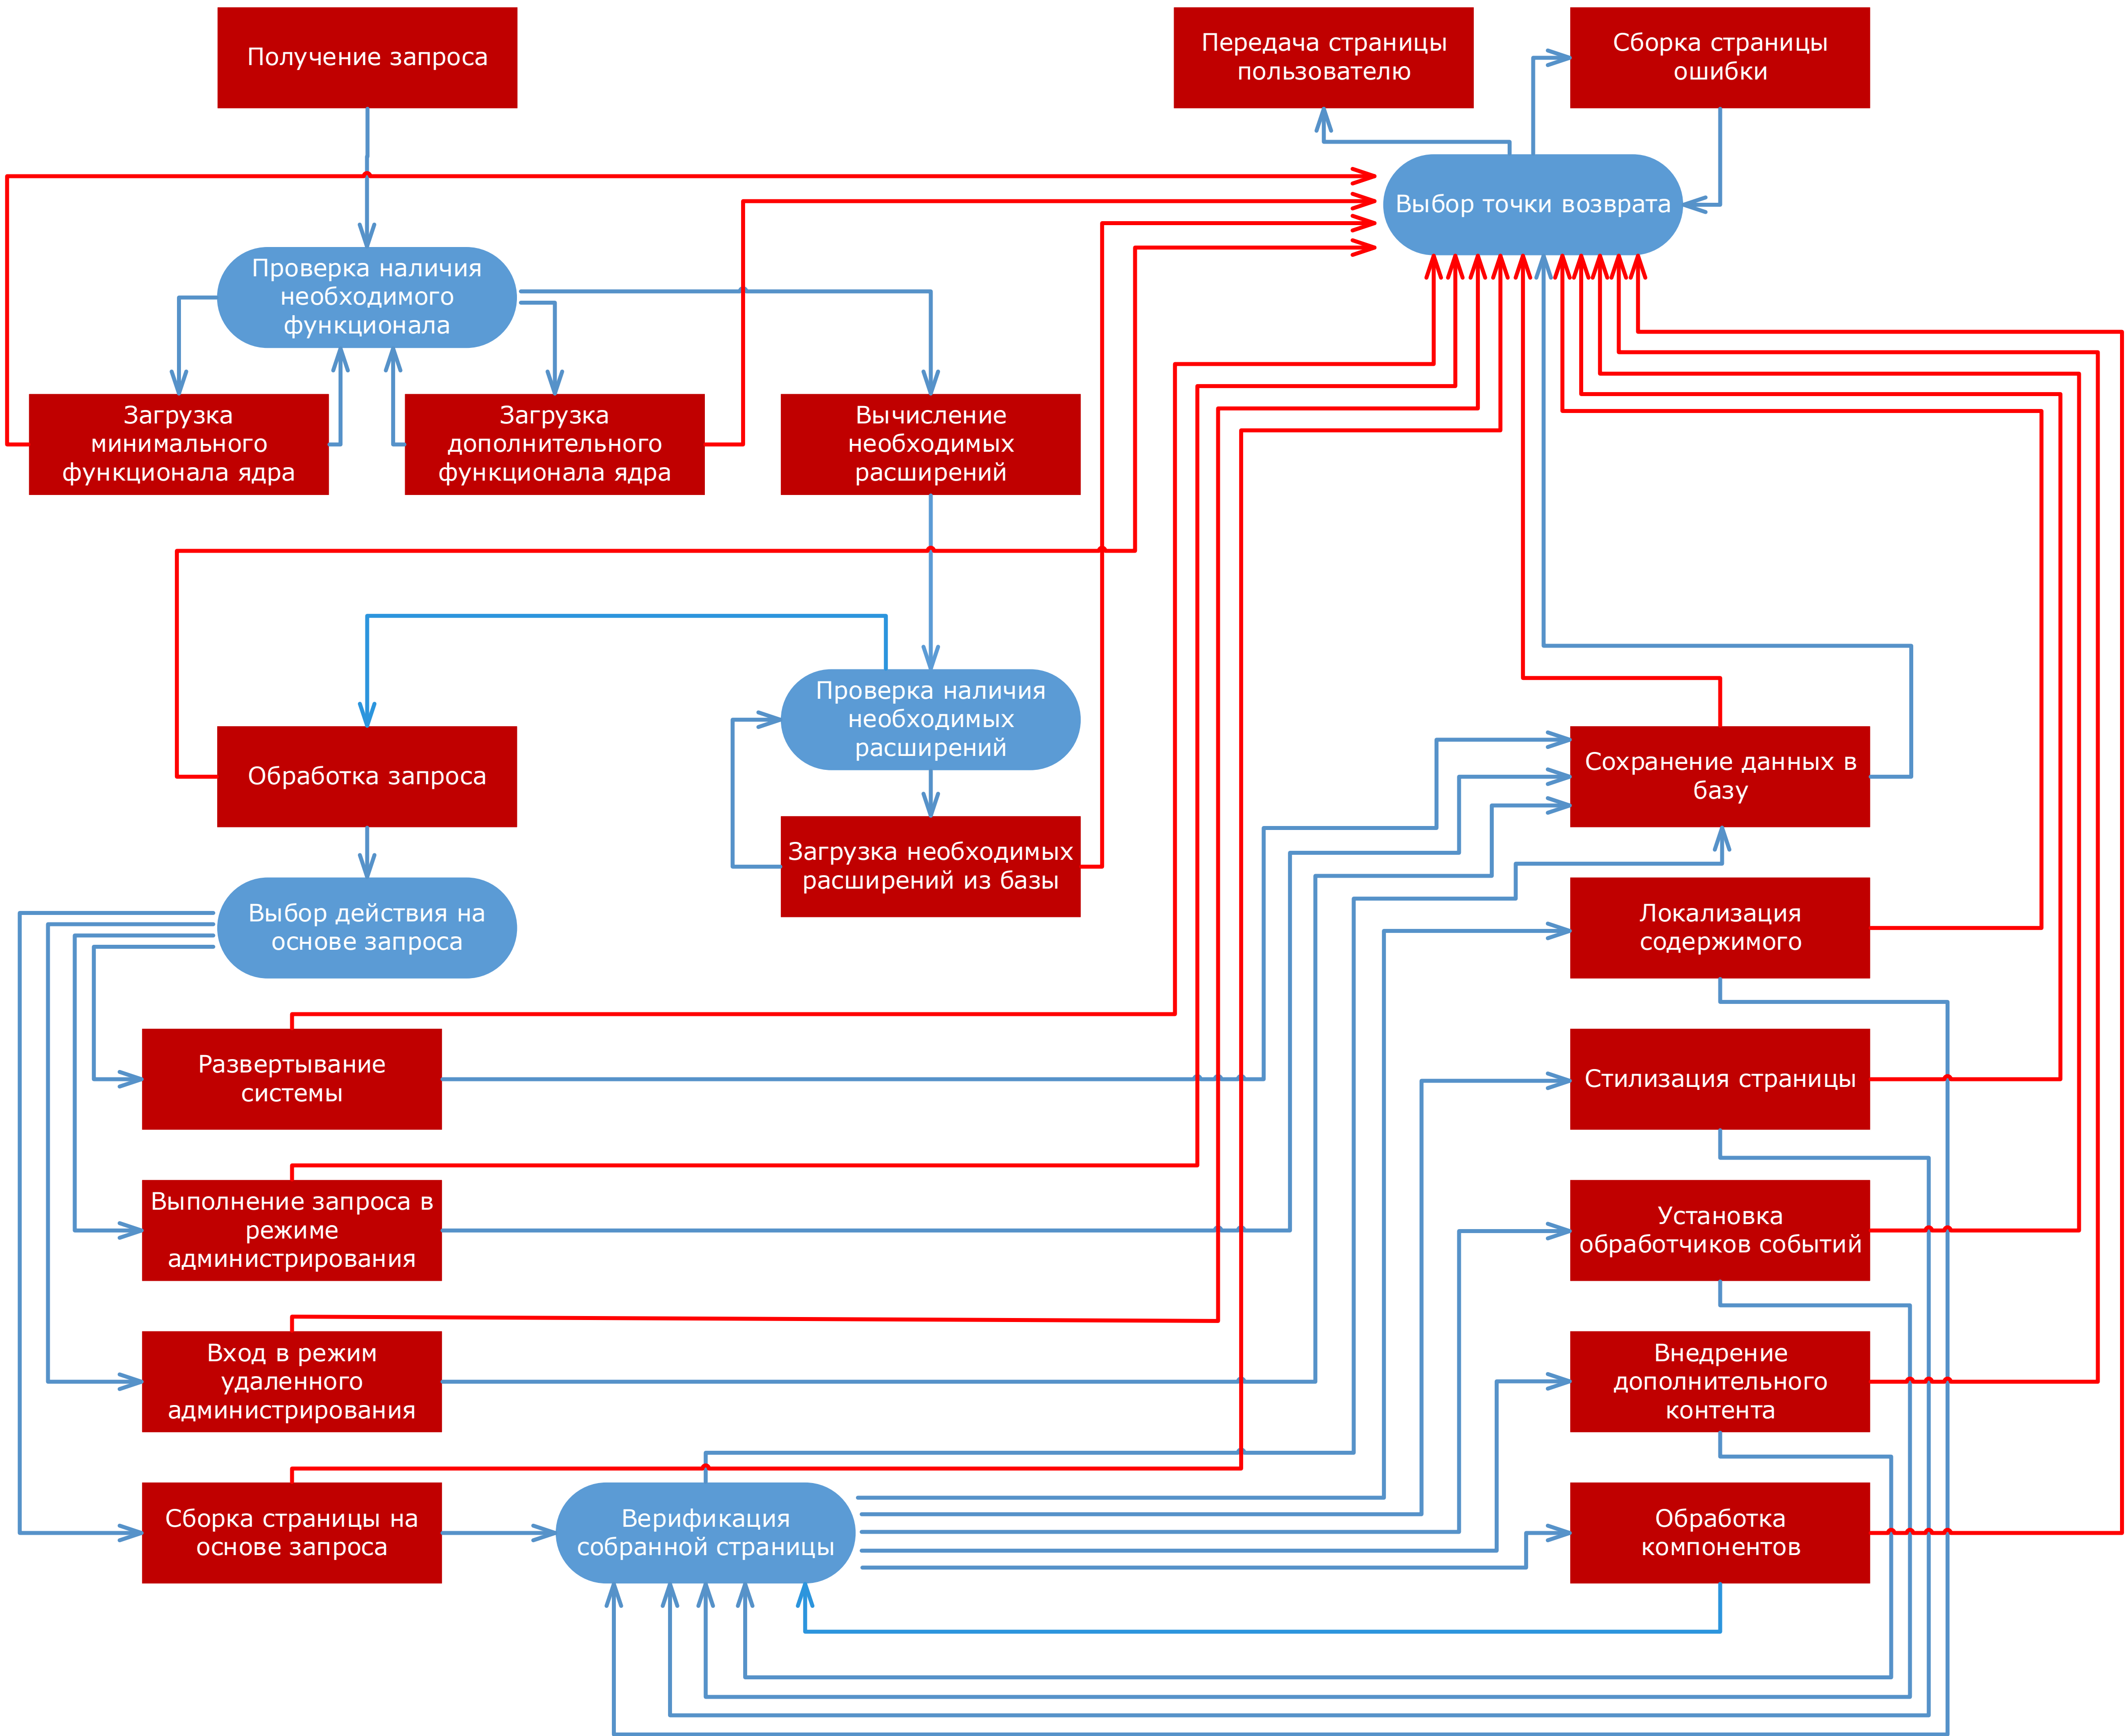 Получение запроса
Передача страницы
пользователю
Сборка страницы
ошибки
Выбор точки возврата
Проверка наличия
необходимого
функционала
Загрузка
минимального
функционала ядра
Загрузка
дополнительного
функционала ядра
Вычисление
необходимых
расширений
Проверка наличия
необходимых
расширений
Обработка запроса
Сохранение данных в
базу
Загрузка необходимых
расширений из базы
Выбор действия на
основе запроса
Локализация
содержимого
Развертывание
системы
Стилизация страницы
Выполнение запроса в
режиме
администрирования
Установка
обработчиков событий
Вход в режим
удаленного
администрирования
Внедрение
дополнительного
контента
Сборка страницы на
основе запроса
Верификация
собранной страницы
Обработка
компонентов